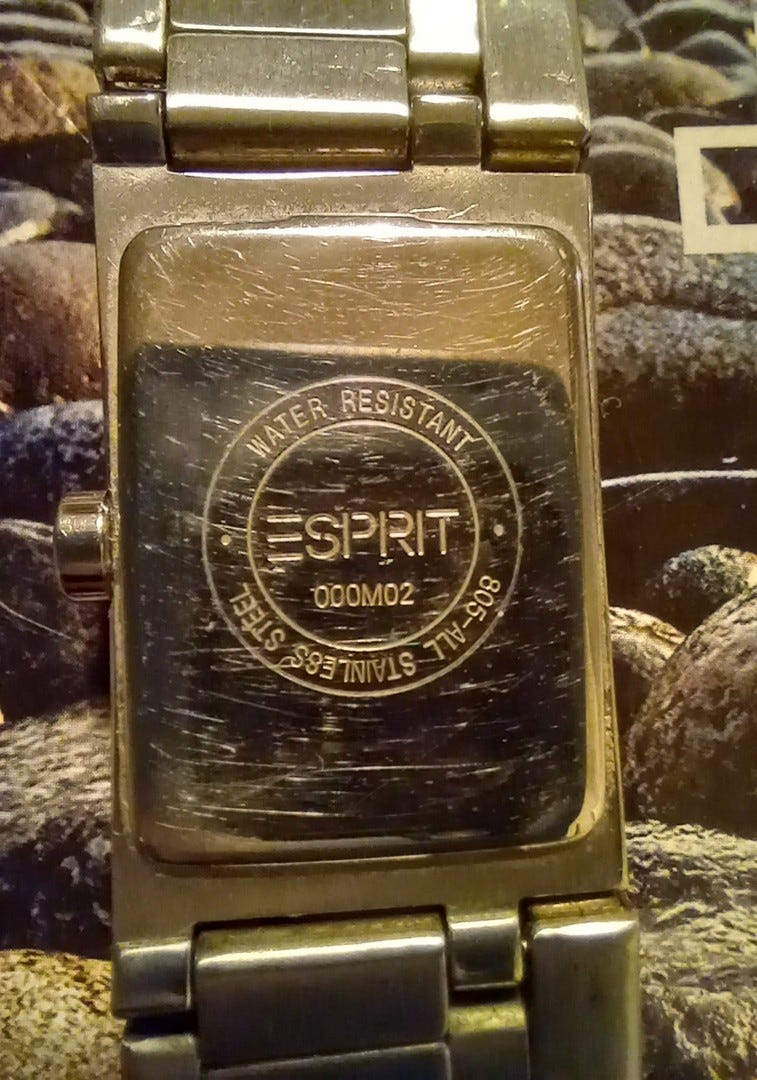 WATER RESISTANT
ESPRIT
000M02
805-ALL STAINLESS STEEL